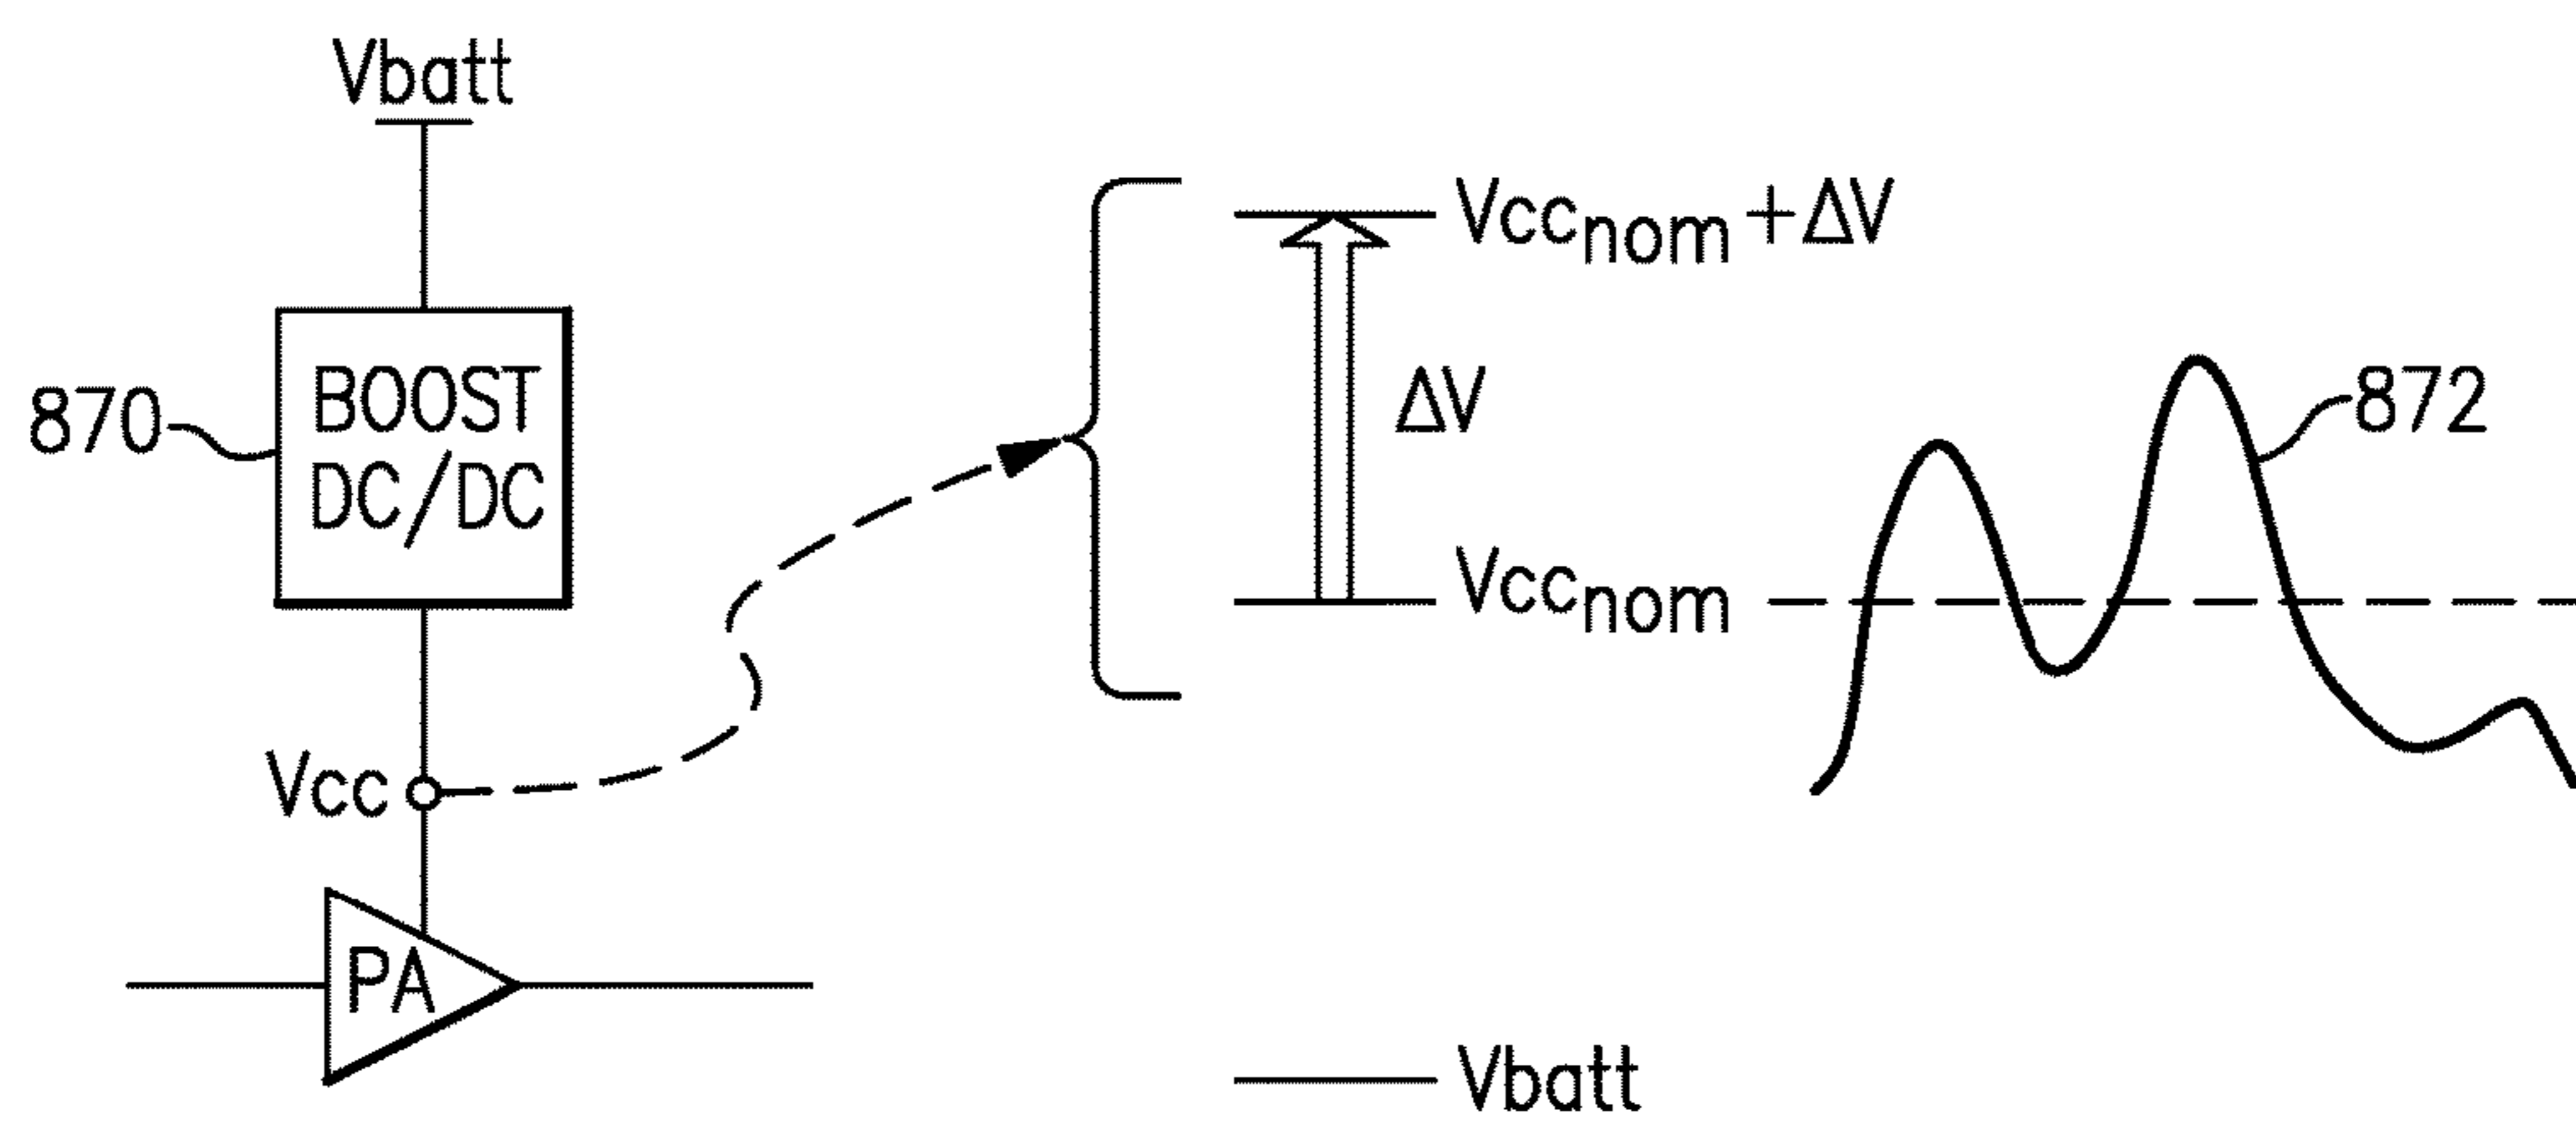 Vbatt
870
BOOST
DC/DC
Vcc
PA
Vccnom+ΔV
ΔV
Vccnom
872
Vbatt